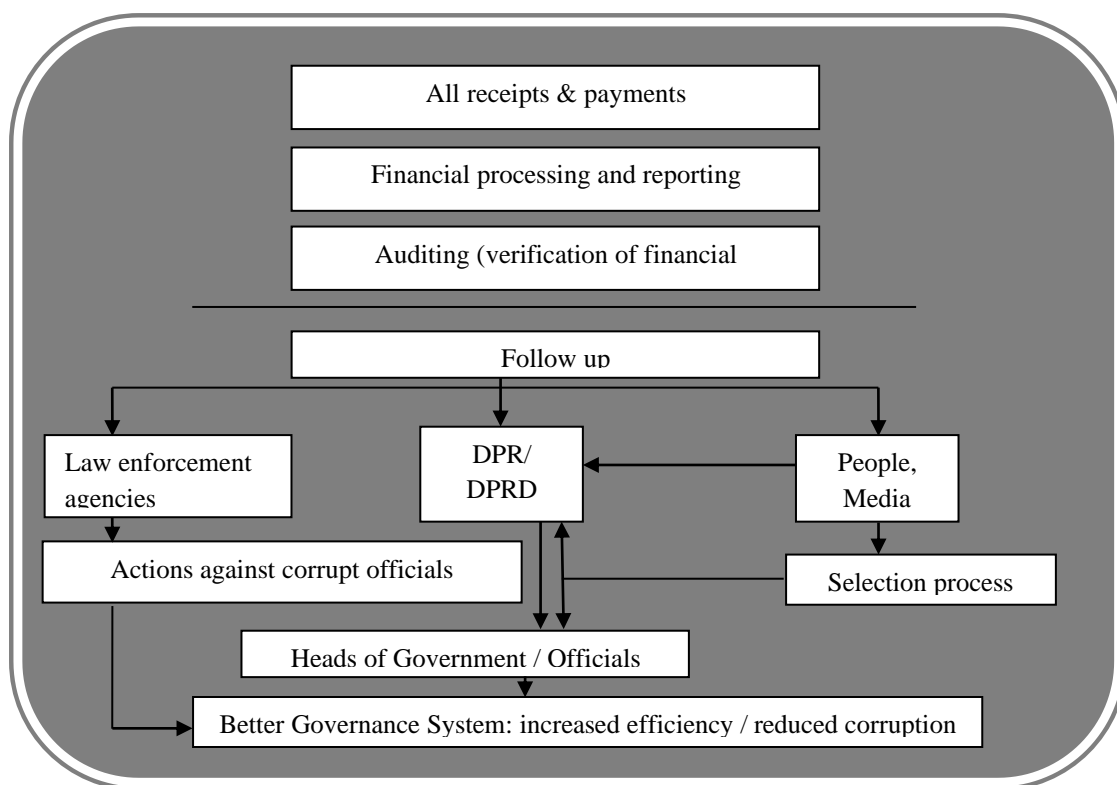 All receipts & payments
Financial processing and reporting
Auditing (verification of financial
Follow up
Law enforcement
agencies
DPR/
DPRD
People,
Media
Actions against corrupt officials
Selection process
Heads of Government / Officials
Better Governance System: increased efficiency / reduced corruption